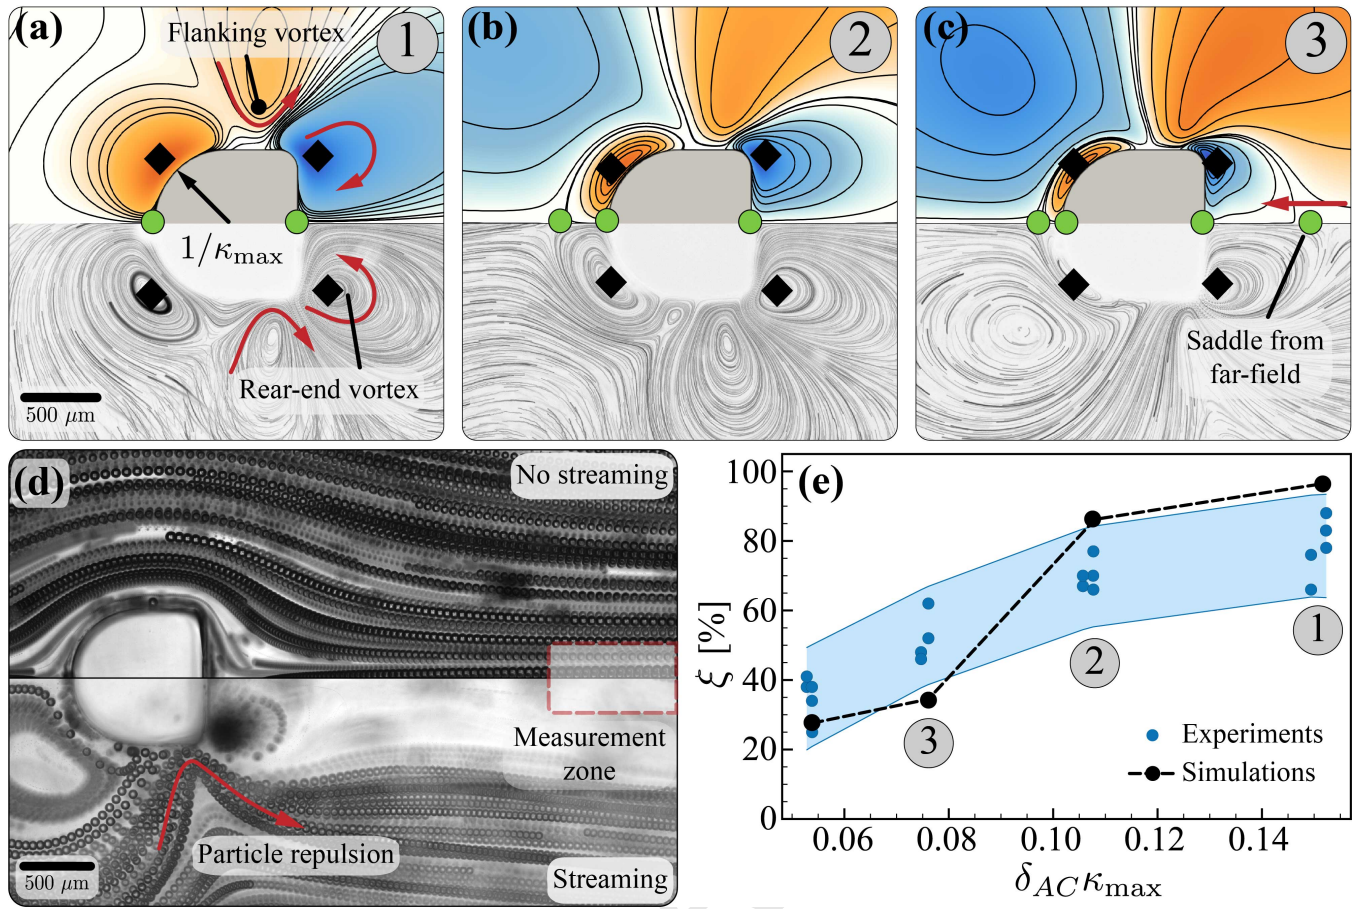 (a)
Flanking vortex
1
1/κmax
Rear-end vortex
500 μm
(b)
2
(c)
3
Saddle from
far-field
(d)
No streaming
Measurement
zone
Particle repulsion
500 μm
Streaming
(e)
100
80
60
40
20
0
ξ [%]
1
2
3
Experiments
Simulations
0.06 0.08 0.10 0.12 0.14
δACκmax